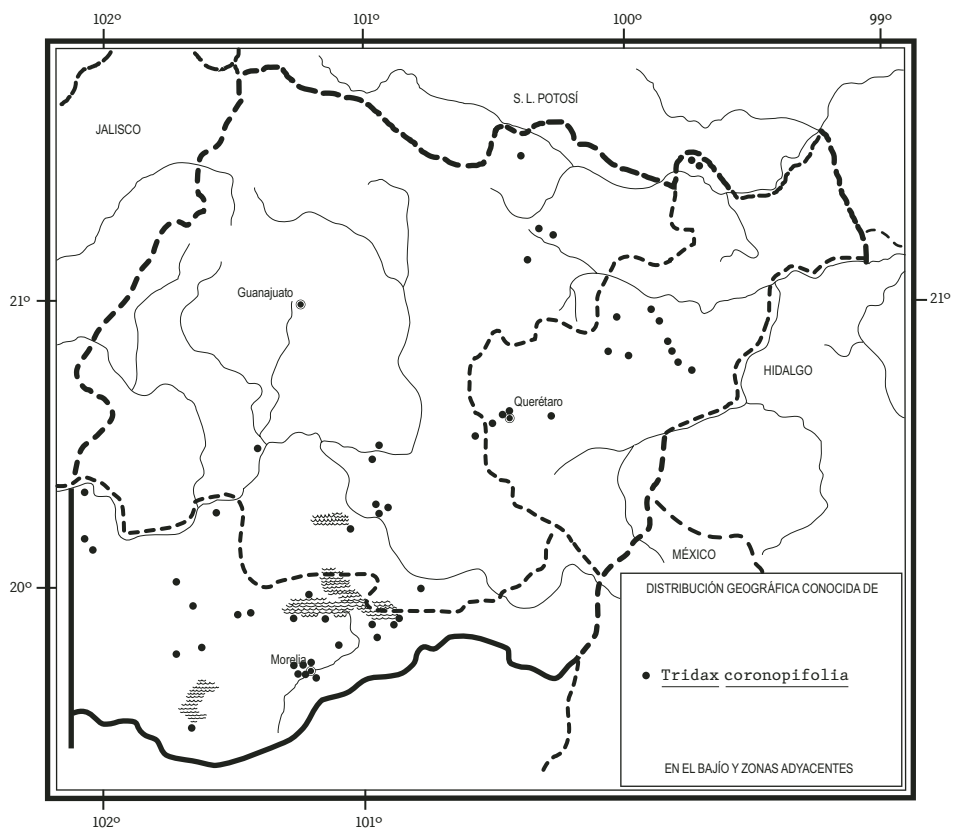 102º 101º 100º 99º
S. L. POTOSÍ
JALISCO
Guanajuato
21º 21º
HIDALGO
Querétaro
MÉXICO
20º
DISTRIBUCIÓN GEOGRÁFICA CONOCIDA DE
Morelia
Tridax coronopifolia
EN EL BAJÍO Y ZONAS ADYACENTES
102º 101º